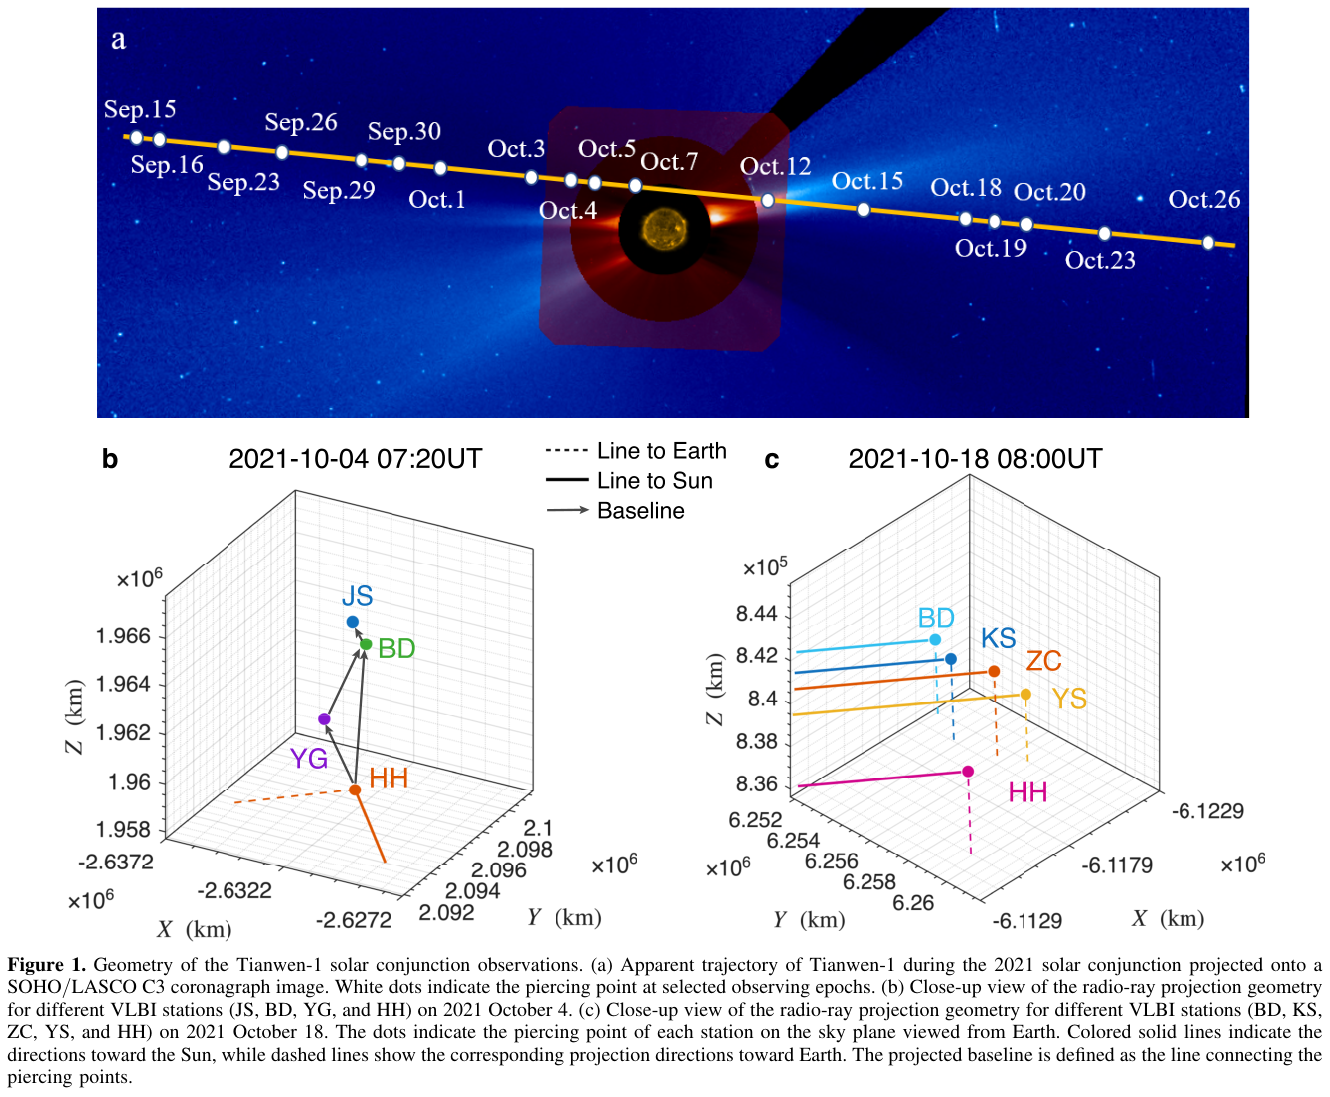 a
Sep.15
Sep.16
Sep.23
Sep.26
Sep.29
Sep.30
Oct.1
Oct.3
Oct.4
Oct.5
Oct.7
Oct.12
Oct.15
Oct.18
Oct.19
Oct.20
Oct.23
Oct.26
b
2021-10-04 07:20UT
Line to Earth
Line to Sun
Baseline
×10⁶
1.966
1.964
1.962
1.96
1.958
Z (km)
JS
BD
YG
HH
-2.6372
-2.6322
-2.6272
×10⁶
X (km)
2.1
2.098
2.096
2.094
2.092
×10⁶
Y (km)
c
2021-10-18 08:00UT
×10⁵
8.44
8.42
8.4
8.38
8.36
Z (km)
BD
KS
ZC
YS
HH
6.252
6.254
6.256
6.258
6.26
×10⁶
Y (km)
-6.1229
-6.1179
-6.1129
×10⁶
X (km)
Figure 1. Geometry of the Tianwen-1 solar conjunction observations. (a) Apparent trajectory of Tianwen-1 during the 2021 solar conjunction projected onto a
SOHO/LASCO C3 coronagraph image. White dots indicate the piercing point at selected observing epochs. (b) Close-up view of the radio-ray projection geometry
for different VLBI stations (JS, BD, YG, and HH) on 2021 October 4. (c) Close-up view of the radio-ray projection geometry for different VLBI stations (BD, KS,
ZC, YS, and HH) on 2021 October 18. The dots indicate the piercing point of each station on the sky plane viewed from Earth. Colored solid lines indicate the
directions toward the Sun, while dashed lines show the corresponding projection directions toward Earth. The projected baseline is defined as the line connecting the
piercing points.